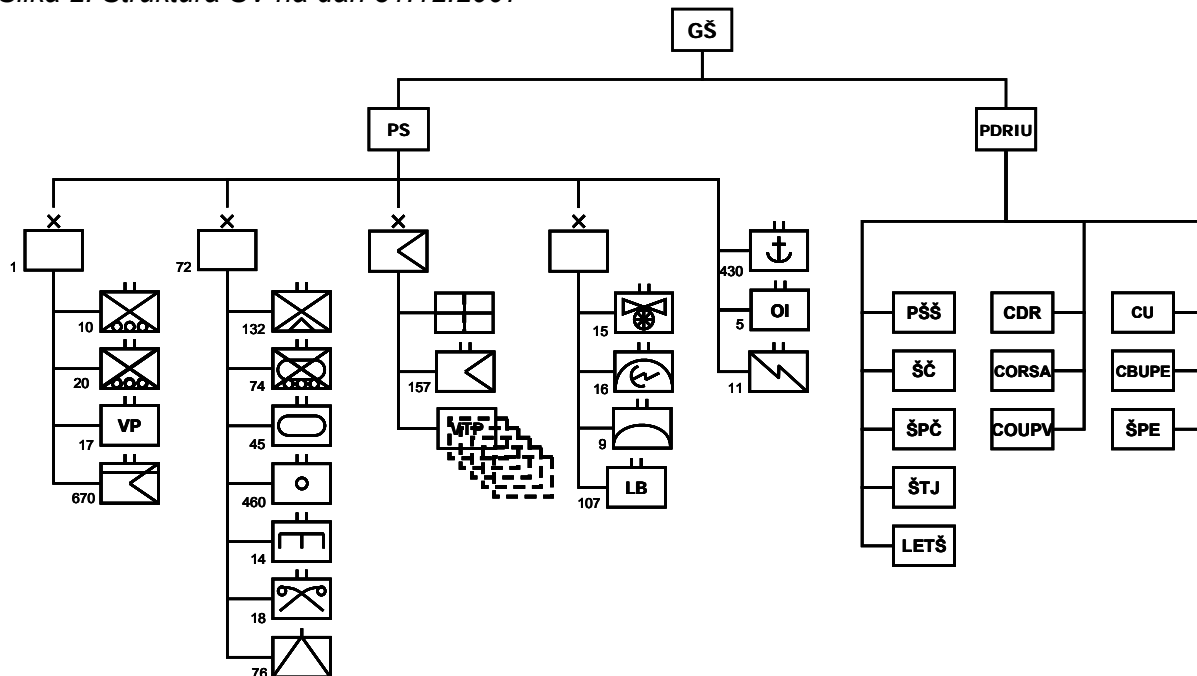 GŠ
PS
PDRIU
1
10
20
17 VP
670
72
132
74
45
460
14
18
76
157
VTP
15
16
9
107 LB
430
5 OI
11
PŠŠ CDR CU
ŠČ CORSA CBUPE
ŠPČ COUPV ŠPE
ŠTJ
LETŠ